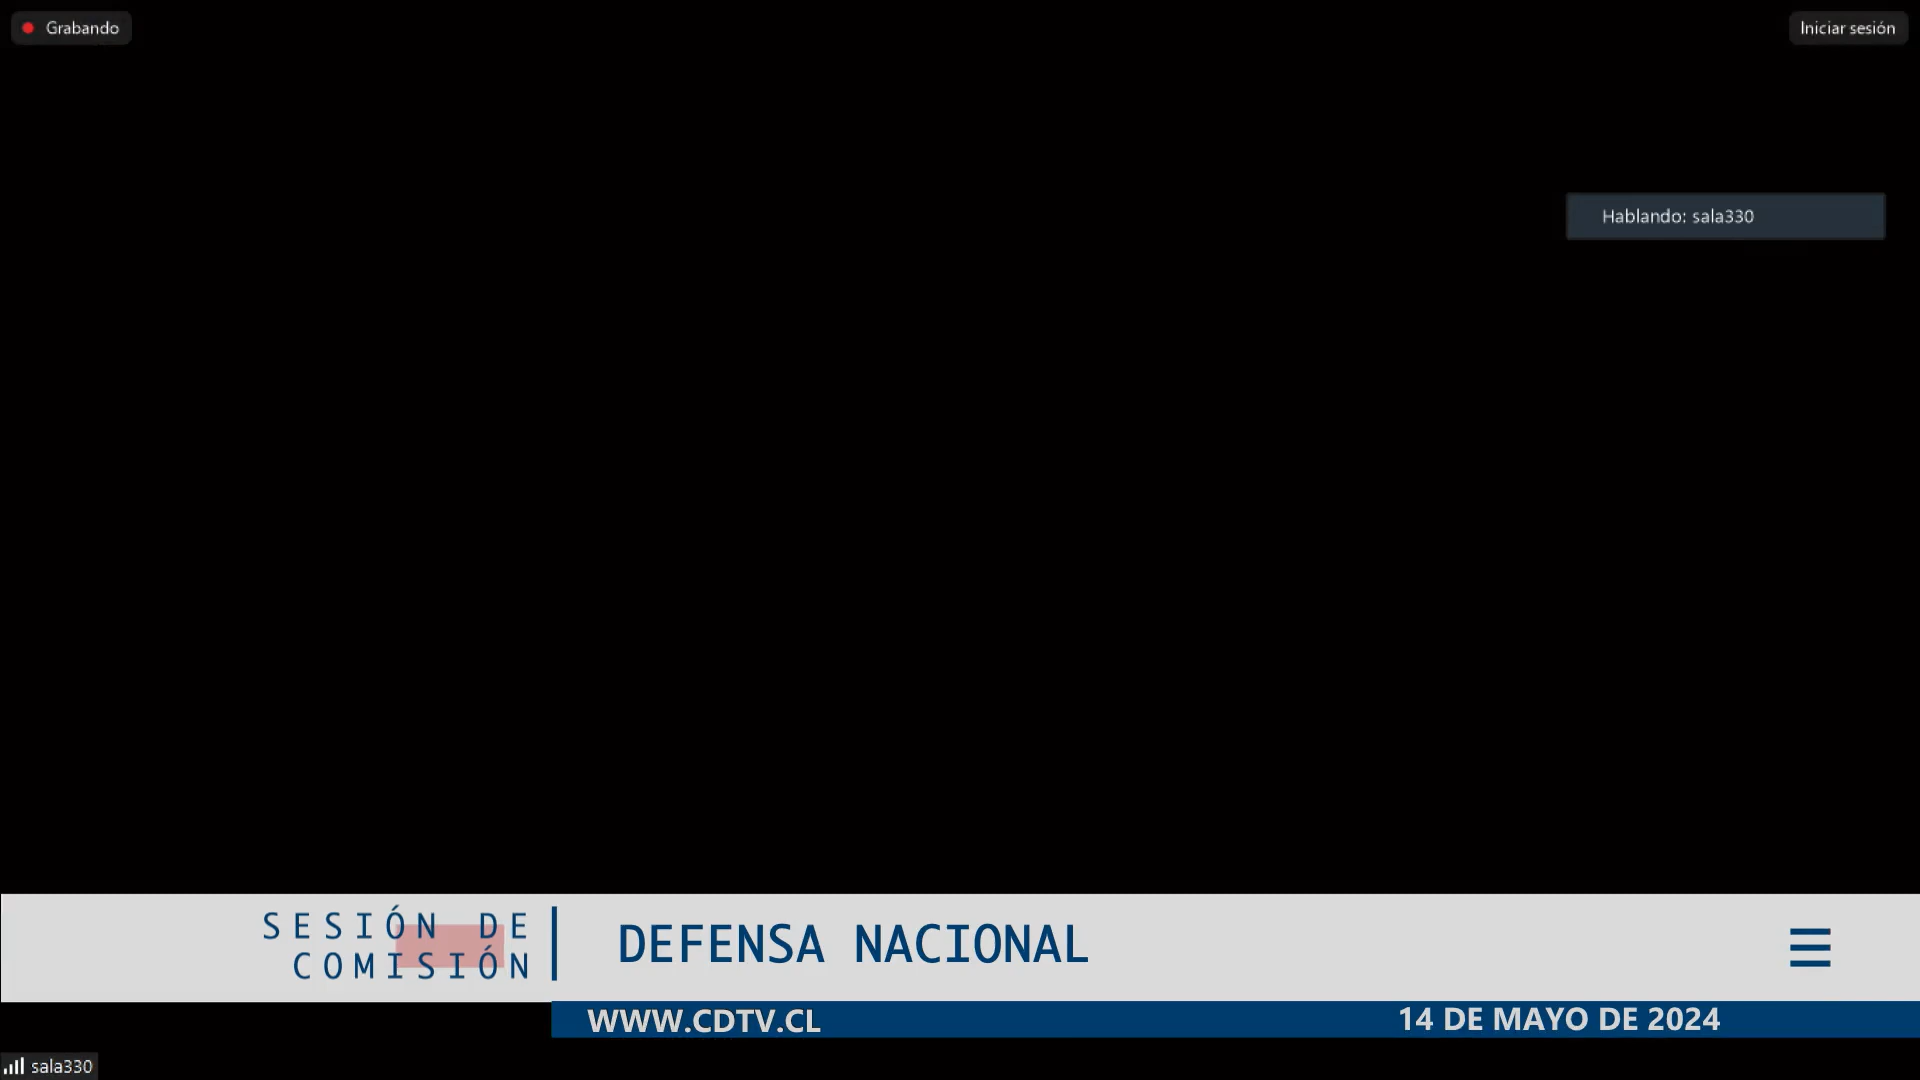 Grabando
Iniciar sesión
Hablando: sala330
SESIÓN DE
COMISIÓN
DEFENSA NACIONAL
WWW.CDTV.CL
14 DE MAYO DE 2024
sala330